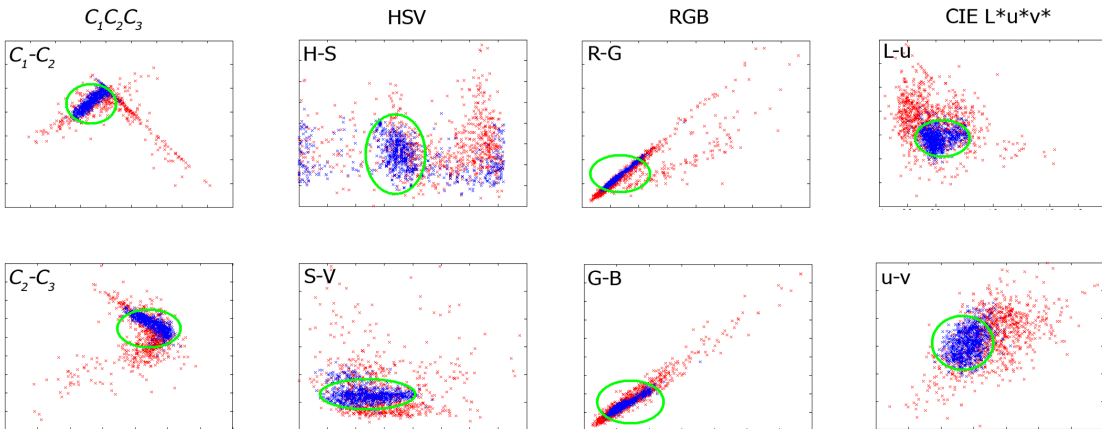 C₁C₂C₃ HSV RGB CIE L*u*v*
C₁-C₂ H-S R-G L-u
C₂-C₃ S-V G-B u-v